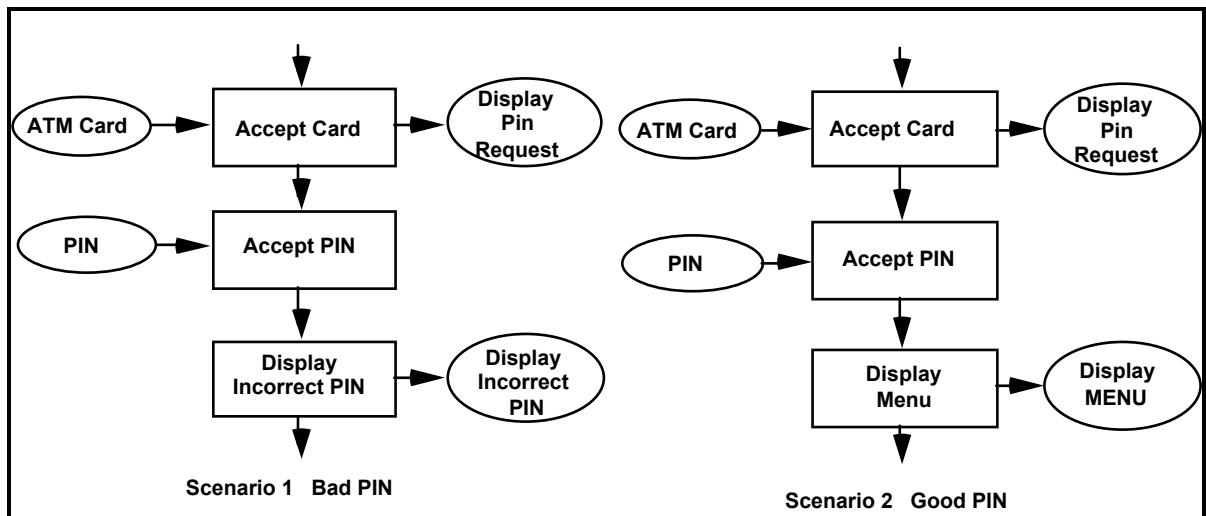 ATM Card
Accept Card
Display
Pin
Request
PIN
Accept PIN
Display
Incorrect PIN
Display
Incorrect
PIN
Scenario 1 Bad PIN
ATM Card
Accept Card
Display
Pin
Request
PIN
Accept PIN
Display
Menu
Display
MENU
Scenario 2 Good PIN